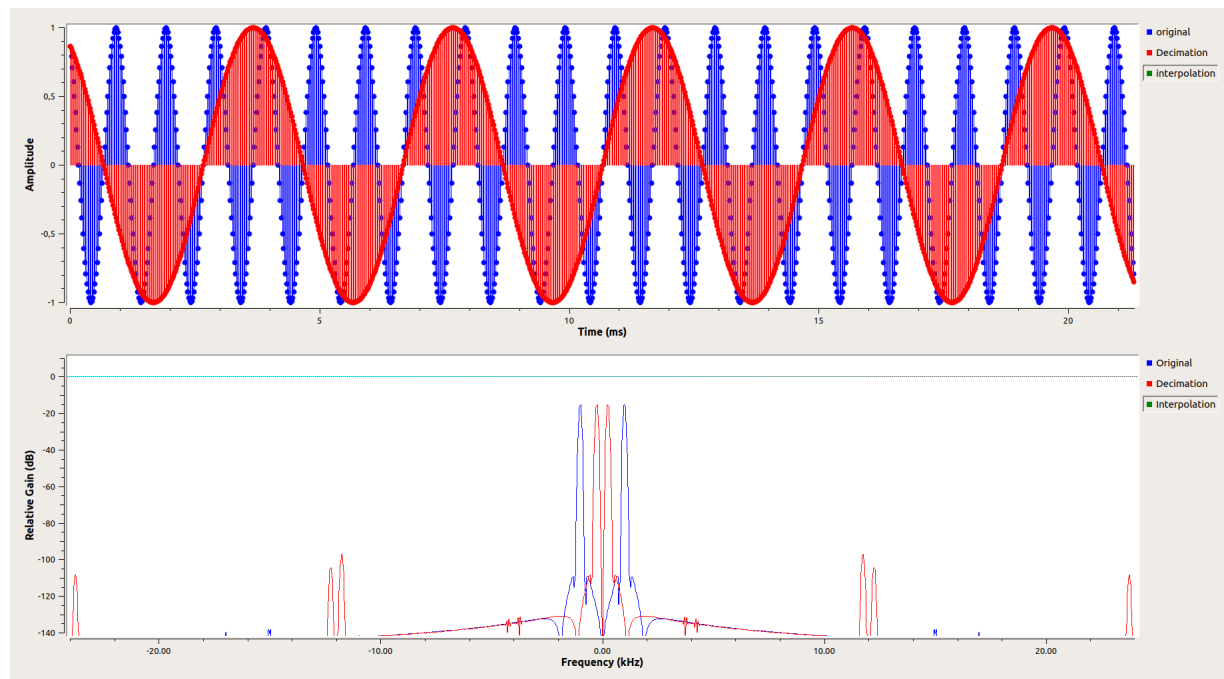 1
0,5
0
-0,5
-1
Amplitude
0
5
10
15
20
Time (ms)
original
Decimation
interpolation
0
-20
-40
-60
-80
-100
-120
-140
Relative Gain (dB)
-20.00
-10.00
0.00
10.00
20.00
Frequency (kHz)
Original
Decimation
Interpolation